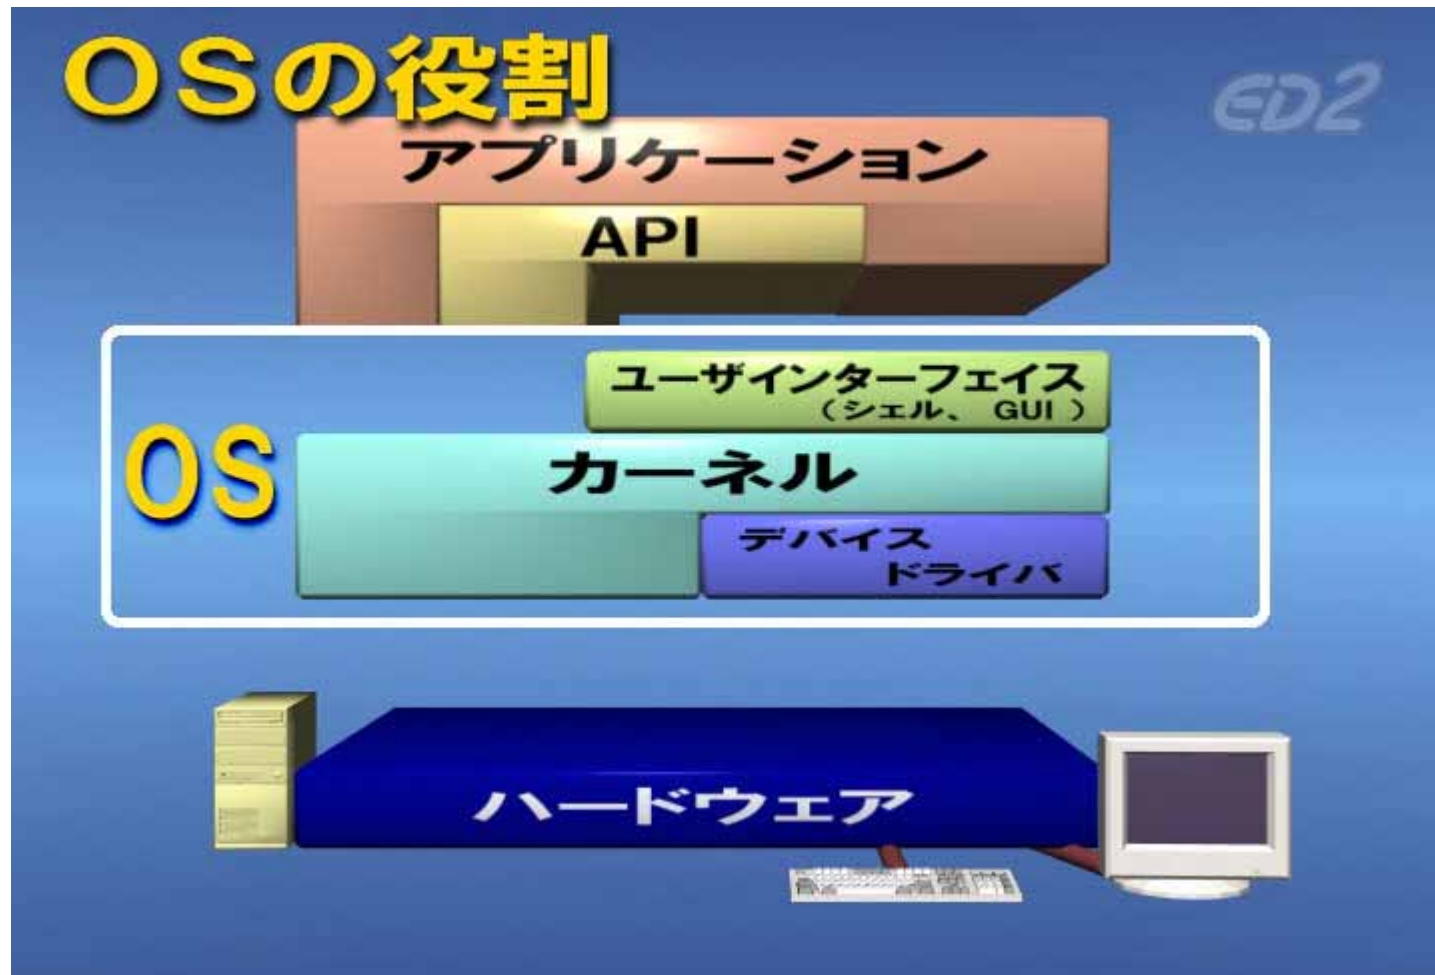 OSの役割
ED2
アプリケーション
API
ユーザインターフェイス
(シェル、 GUI )
OS
カーネル
デバイス
ドライバ
ハードウェア